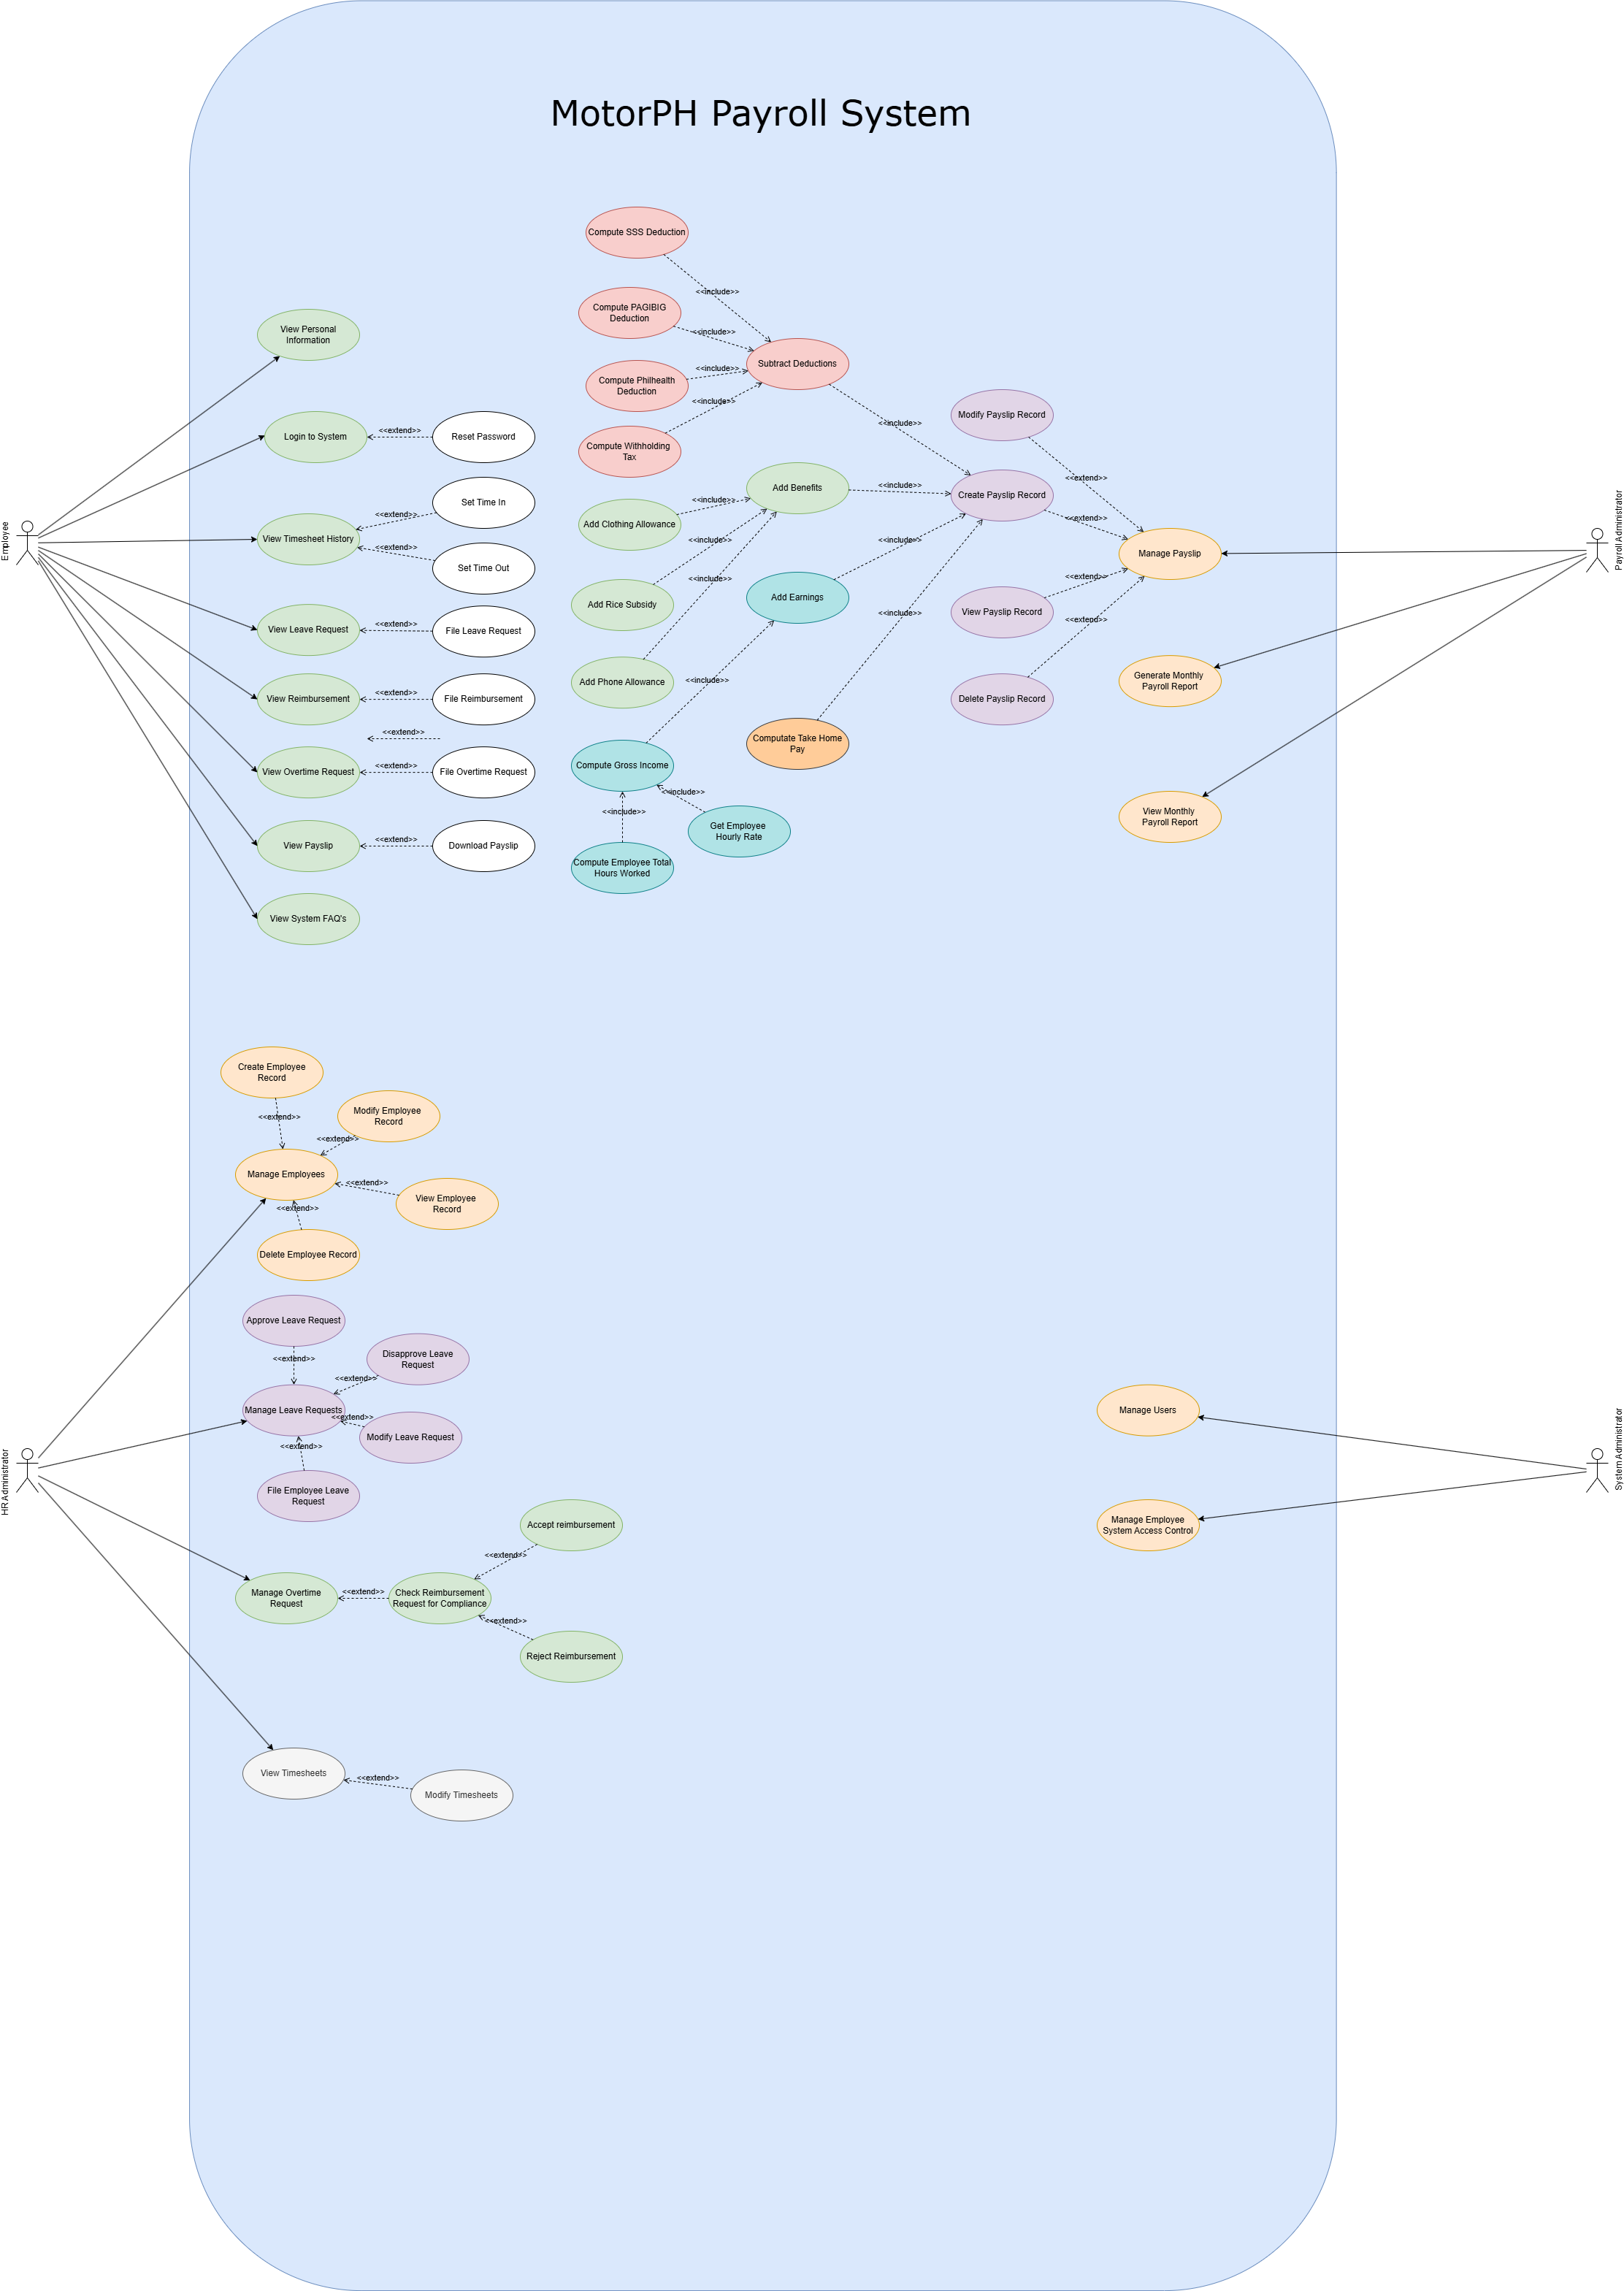 MotorPH Payroll System
Compute SSS Deduction
<<include>>
Compute PAGIBIG
Deduction
<<include>>
Subtract Deductions
Compute Philhealth
Deduction
<<include>>
<<include>>
Compute Withholding
Tax
<<include>>
View Personal
Information
Login to System
<<extend>>
Reset Password
Set Time In
<<extend>>
View Timesheet History
<<extend>>
Set Time Out
Employee
View Leave Request
<<extend>>
File Leave Request
View Reimbursement
<<extend>>
File Reimbursement
<<extend>>
View Overtime Request
<<extend>>
File Overtime Request
View Payslip
<<extend>>
Download Payslip
View System FAQ's
Add Benefits
<<include>>
Add Clothing Allowance
<<include>>
<<include>>
Add Rice Subsidy
<<include>>
Add Phone Allowance
Add Earnings
<<include>>
<<include>>
<<include>>
Computate Take Home
Pay
Compute Gross Income
<<include>>
<<include>>
Get Employee
Hourly Rate
Compute Employee Total
Hours Worked
Modify Payslip Record
<<extend>>
Create Payslip Record
<<extend>>
Manage Payslip
View Payslip Record
<<extend>>
<<extend>>
Delete Payslip Record
Generate Monthly
Payroll Report
View Monthly
Payroll Report
Payroll Administrator
Create Employee
Record
<<extend>>
Modify Employee
Record
<<extend>>
Manage Employees
<<extend>>
View Employee
Record
<<extend>>
Delete Employee Record
Approve Leave Request
<<extend>>
Disapprove Leave
Request
<<extend>>
Manage Leave Requests
<<extend>>
Modify Leave Request
<<extend>>
File Employee Leave
Request
HR Administrator
Accept reimbursement
<<extend>>
Manage Overtime
Request
<<extend>>
Check Reimbursement
Request for Compliance
<<extend>>
Reject Reimbursement
View Timesheets
<<extend>>
Modify Timesheets
Manage Users
Manage Employee
System Access Control
System Administrator